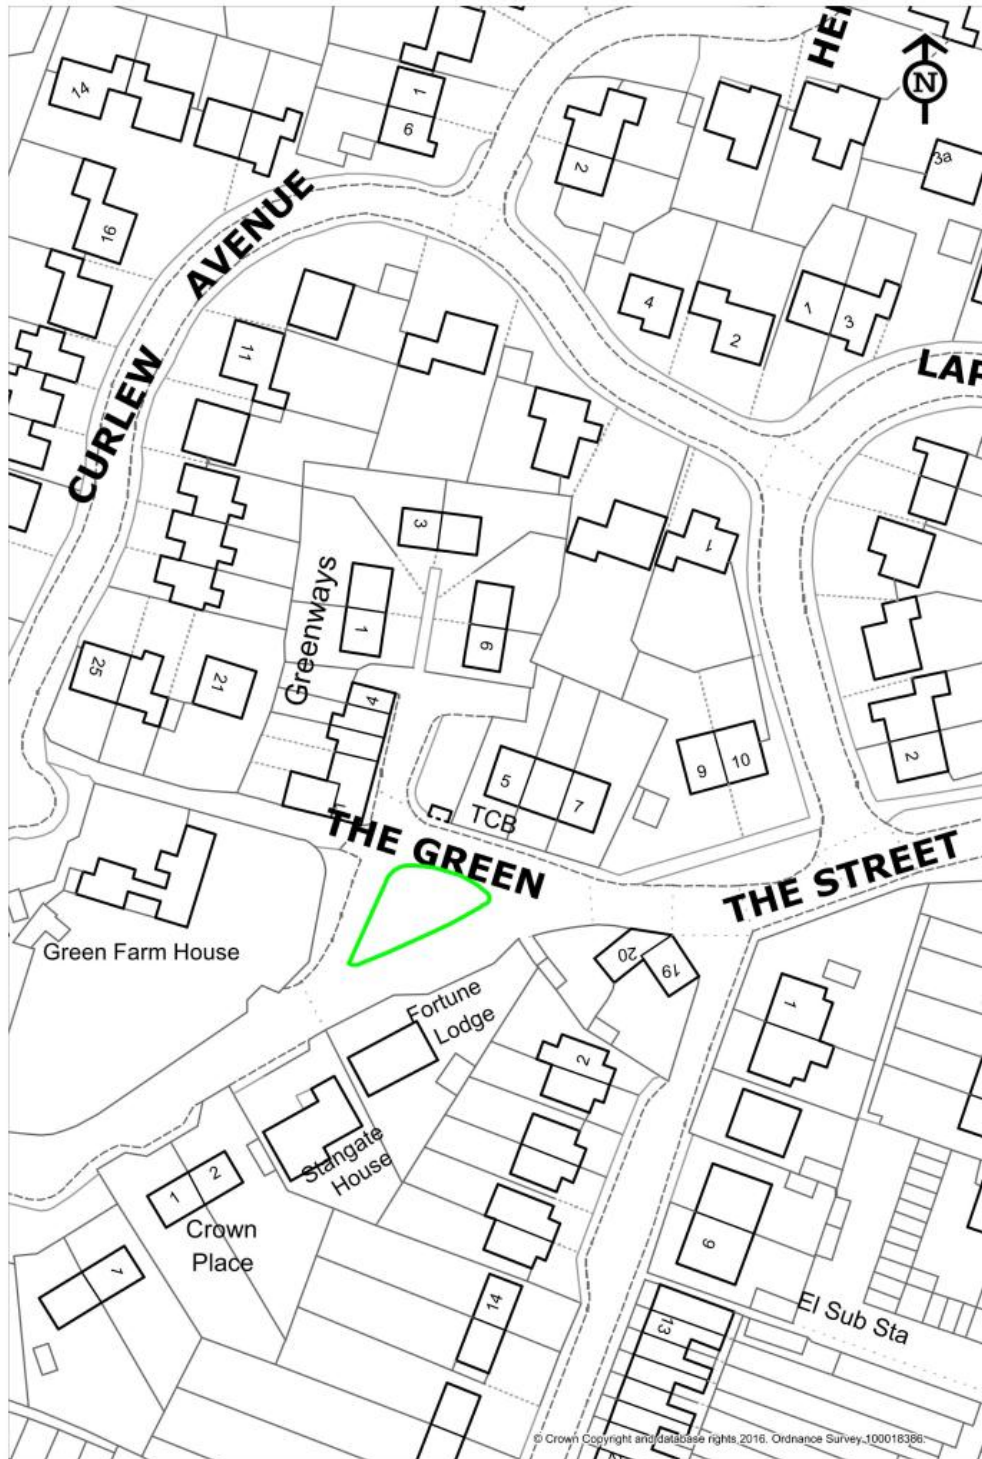 HE
N
14
1
6
2
3a
16
AVENUE
4
2
1
3
11
LAR
CURLEW
3
1
Greenways
1
6
25
21
4
2
9
10
5
7
TCB
THE GREEN
THE STREET
Green Farm House
20
19
Fortune
Lodge
1
2
Stangate
House
1
2
Crown
Place
9
1
14
El Sub Sta
13
© Crown Copyright and database rights 2016. Ordnance Survey 100018386.